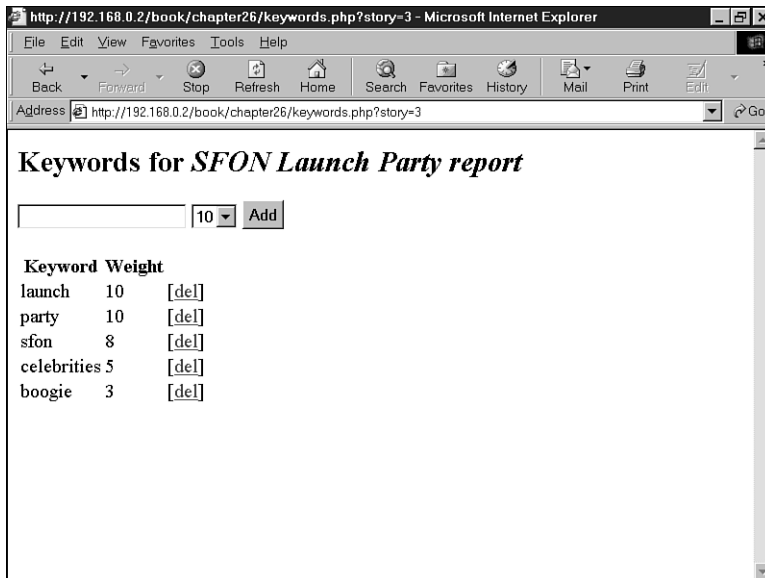 http://192.168.0.2/book/chapter26/keywords.php?story=3 - Microsoft Internet Explorer
File Edit View Favorites Tools Help
Back Forward Stop Refresh Home Search Favorites History Mail Print Edit
Address http://192.168.0.2/book/chapter26/keywords.php?story=3 Go
Keywords for SFON Launch Party report
10 Add
Keyword Weight
launch 10 [del]
party 10 [del]
sfon 8 [del]
celebrities 5 [del]
boogie 3 [del]